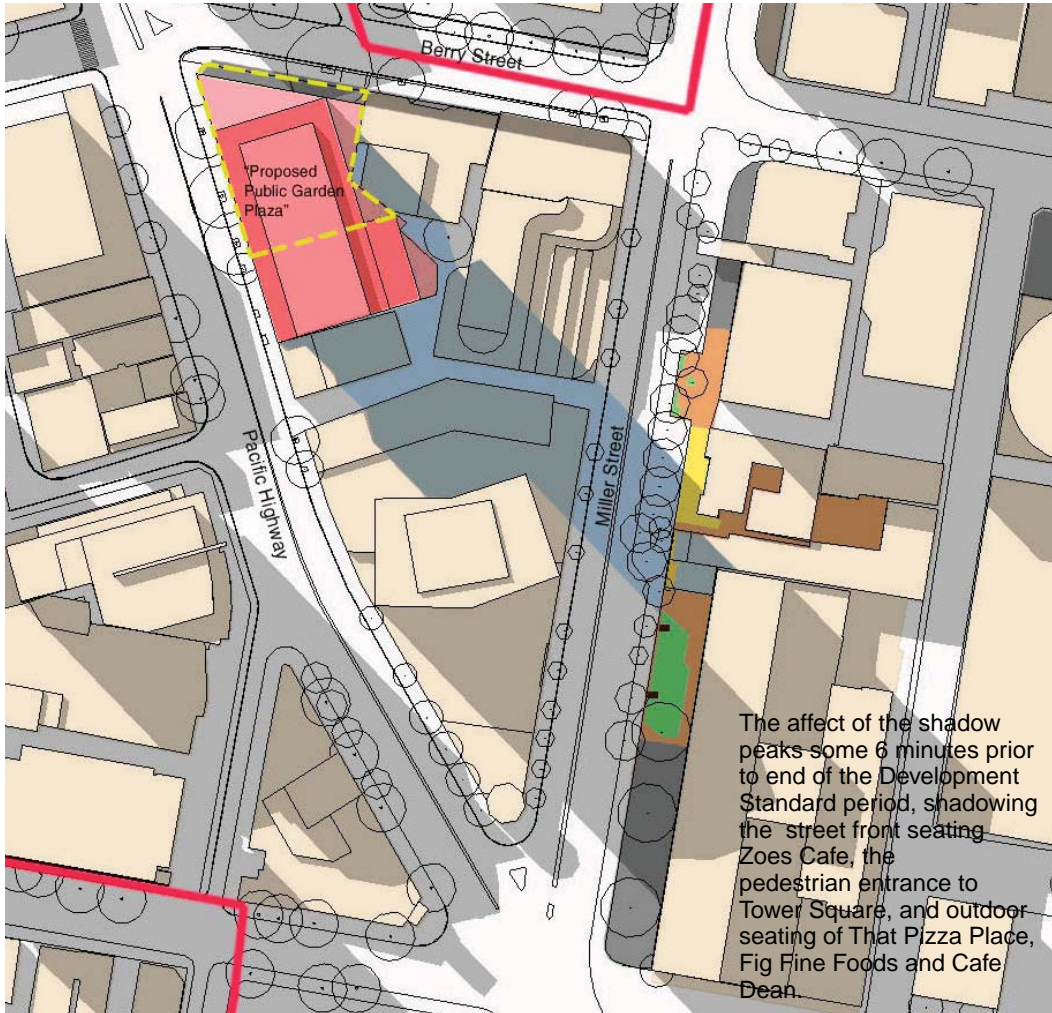 Berry Street
"Proposed
Public Garden
Plaza"
Pacific Highway
Miller Street
The affect of the shadow
peaks some 6 minutes prior
to end of the Development
Standard period, shadowing
the street front seating
Zoes Cafe, the
pedestrian entrance to
Tower Square, and outdoor
seating of That Pizza Place,
Fig Fine Foods and Cafe
Dean.